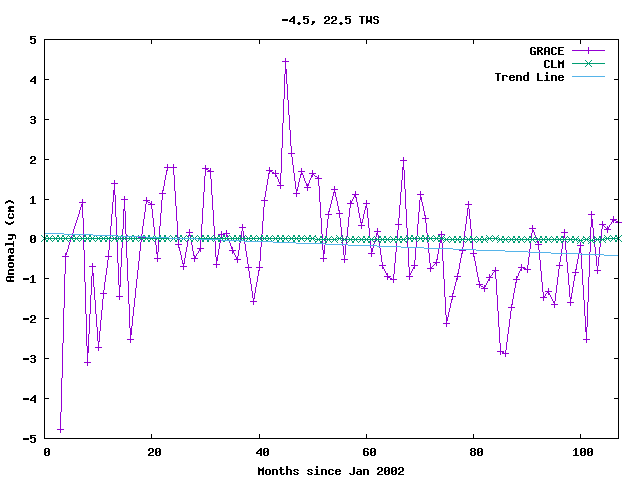 -4.5, 22.5 TWS
GRACE
CLM
Trend Line
5
4
3
2
1
0
-1
-2
-3
-4
-5
Anomaly (cm)
0 20 40 60 80 100
Months since Jan 2002